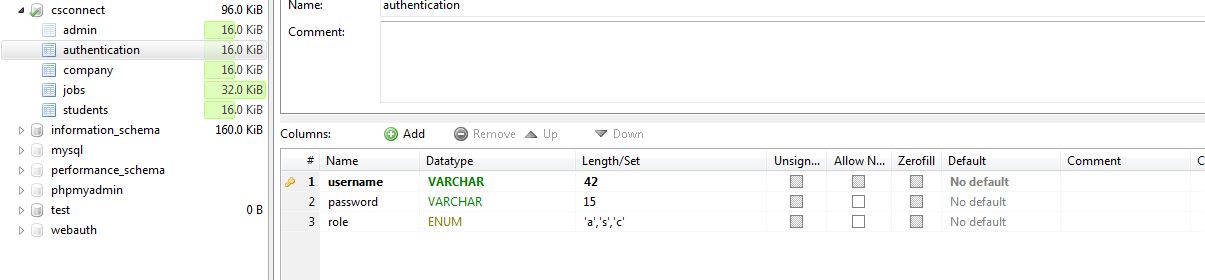 csconnect 96.0 KiB
admin 16.0 KiB
authentication 16.0 KiB
company 16.0 KiB
jobs 32.0 KiB
students 16.0 KiB
information_schema 160.0 KiB
mysql
performance_schema
phpmyadmin
test 0 B
webauth
Name: authentication
Comment:
Columns: Add Remove Up Down
# Name Datatype Length/Set Unsign... Allow N... Zerofill Default Comment C
1 username VARCHAR 42 No default
2 password VARCHAR 15 No default
3 role ENUM 'a','s','c' No default